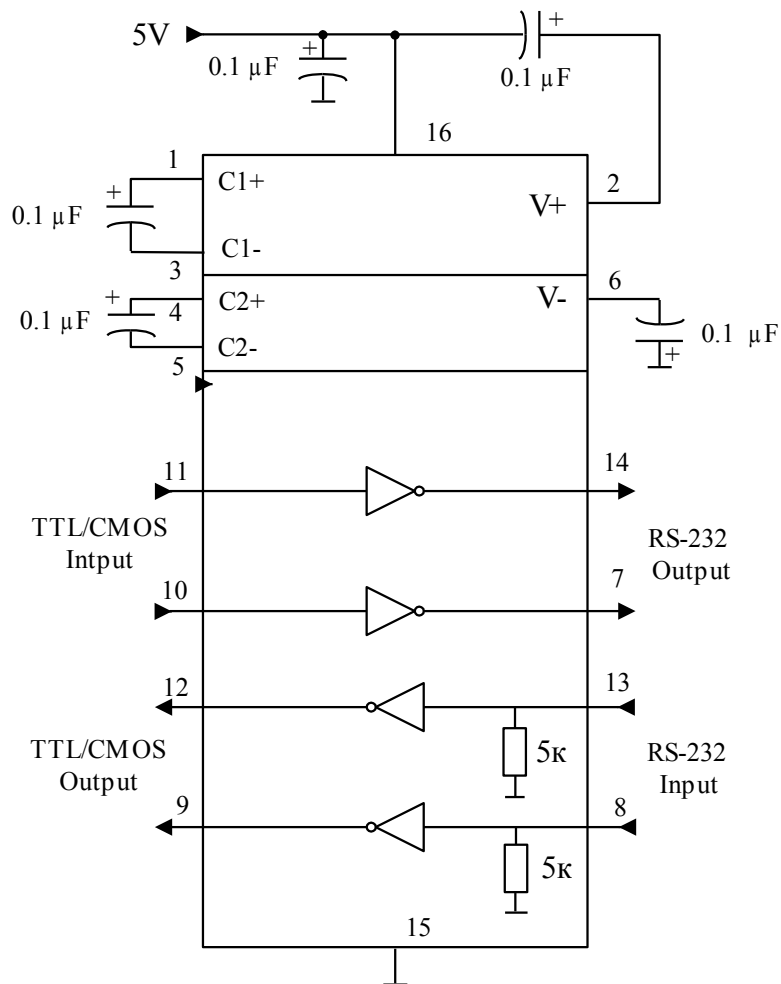 5V
+
0.1 µF
+
0.1 µF
16
1
C1+
2
+
V+
0.1 µF
C1-
3
6
+
C2+
V-
4
0.1 µF
C2-
0.1 µF
+
5
11
14
TTL/CMOS
Intput
RS-232
Output
10
7
12
13
TTL/CMOS
Output
5к
RS-232
Input
9
8
5к
15